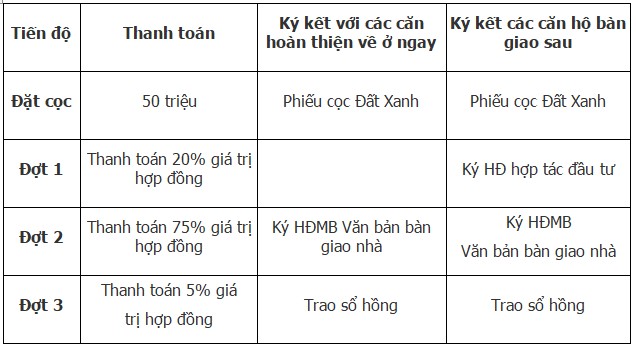 Tiến độ
Thanh toán
Ký kết với các căn
hoàn thiện về ở ngay
Ký kết các căn hộ bàn
giao sau
Đặt cọc
50 triệu
Phiếu cọc Đất Xanh
Phiếu cọc Đất Xanh
Đợt 1
Thanh toán 20% giá trị
hợp đồng
Ký HĐ hợp tác đầu tư
Đợt 2
Thanh toán 75% giá trị
hợp đồng
Ký HĐMB Văn bản bàn
giao nhà
Ký HĐMB
Văn bản bàn giao nhà
Đợt 3
Thanh toán 5% giá
trị hợp đồng
Trao sổ hồng
Trao sổ hồng